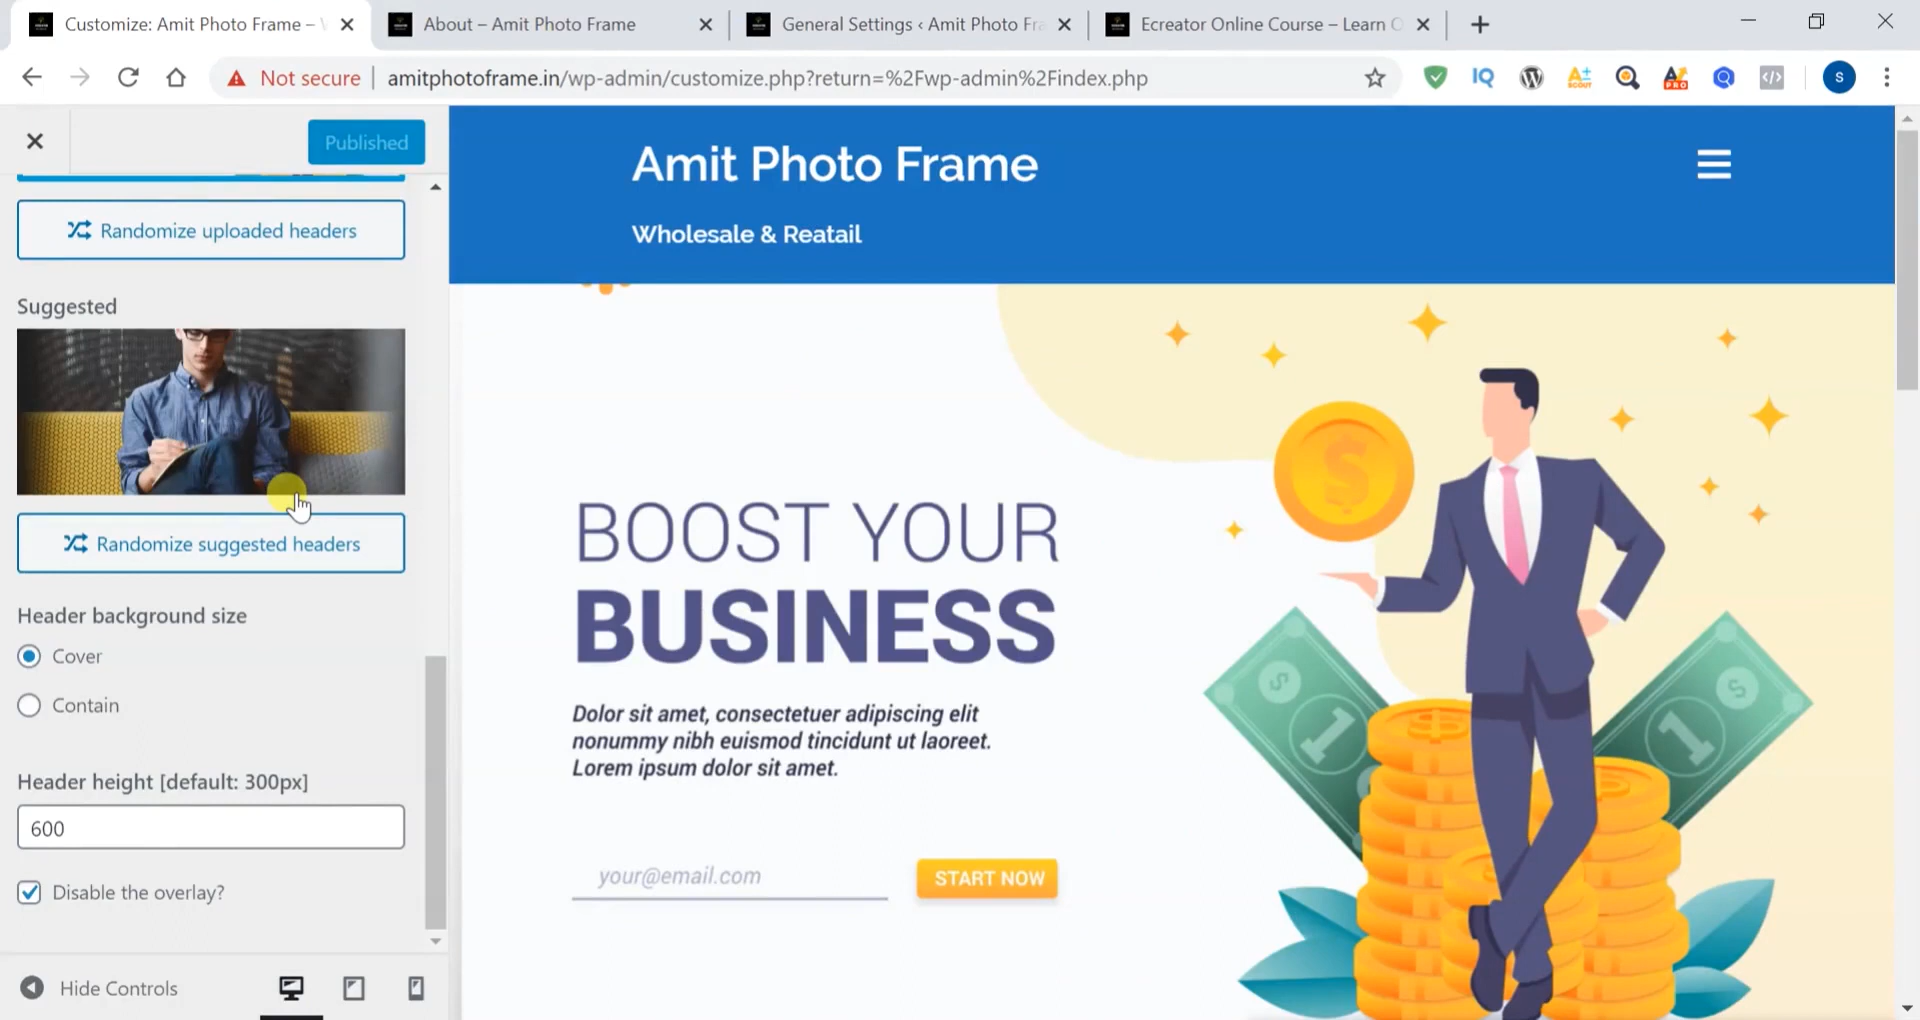 Customize: Amit Photo Frame –
About – Amit Photo Frame
General Settings ‹ Amit Photo Fra
Ecreator Online Course – Learn O
Not secure
amitphotoframe.in/wp-admin/customize.php?return=%2Fwp-admin%2Findex.php
S
Published
Randomize uploaded headers
Suggested
Randomize suggested headers
Header background size
Cover
Contain
Header height [default: 300px]
600
Disable the overlay?
Hide Controls
Amit Photo Frame
Wholesale & Reatail
BOOST YOUR
BUSINESS
Dolor sit amet, consectetuer adipiscing elit
nonummy nibh euismod tincidunt ut laoreet.
Lorem ipsum dolor sit amet.
your@email.com
START NOW